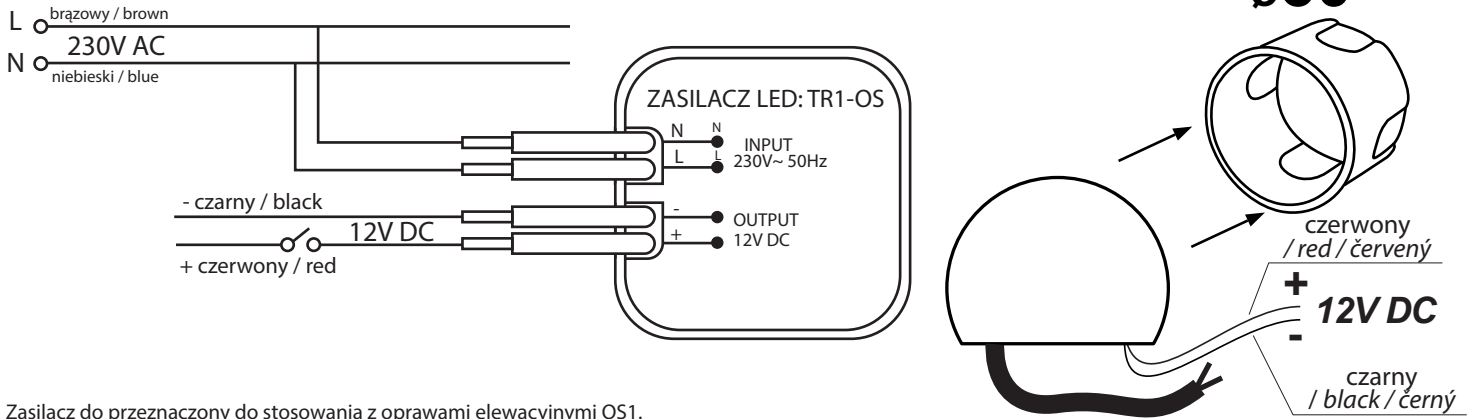 L
brązowy / brown
230V AC
N
niebieski / blue
ZASILACZ LED: TR1-OS
N
N
INPUT
L
L
230V~ 50Hz
- czarny / black
-
OUTPUT
12V DC
+
12V DC
+ czerwony / red
czerwony
/ red / červený
+
12V DC
-
czarny
/ black / černý
Zasilacz do przeznaczony do stosowania z oprawami elewacyjnymi OS1.